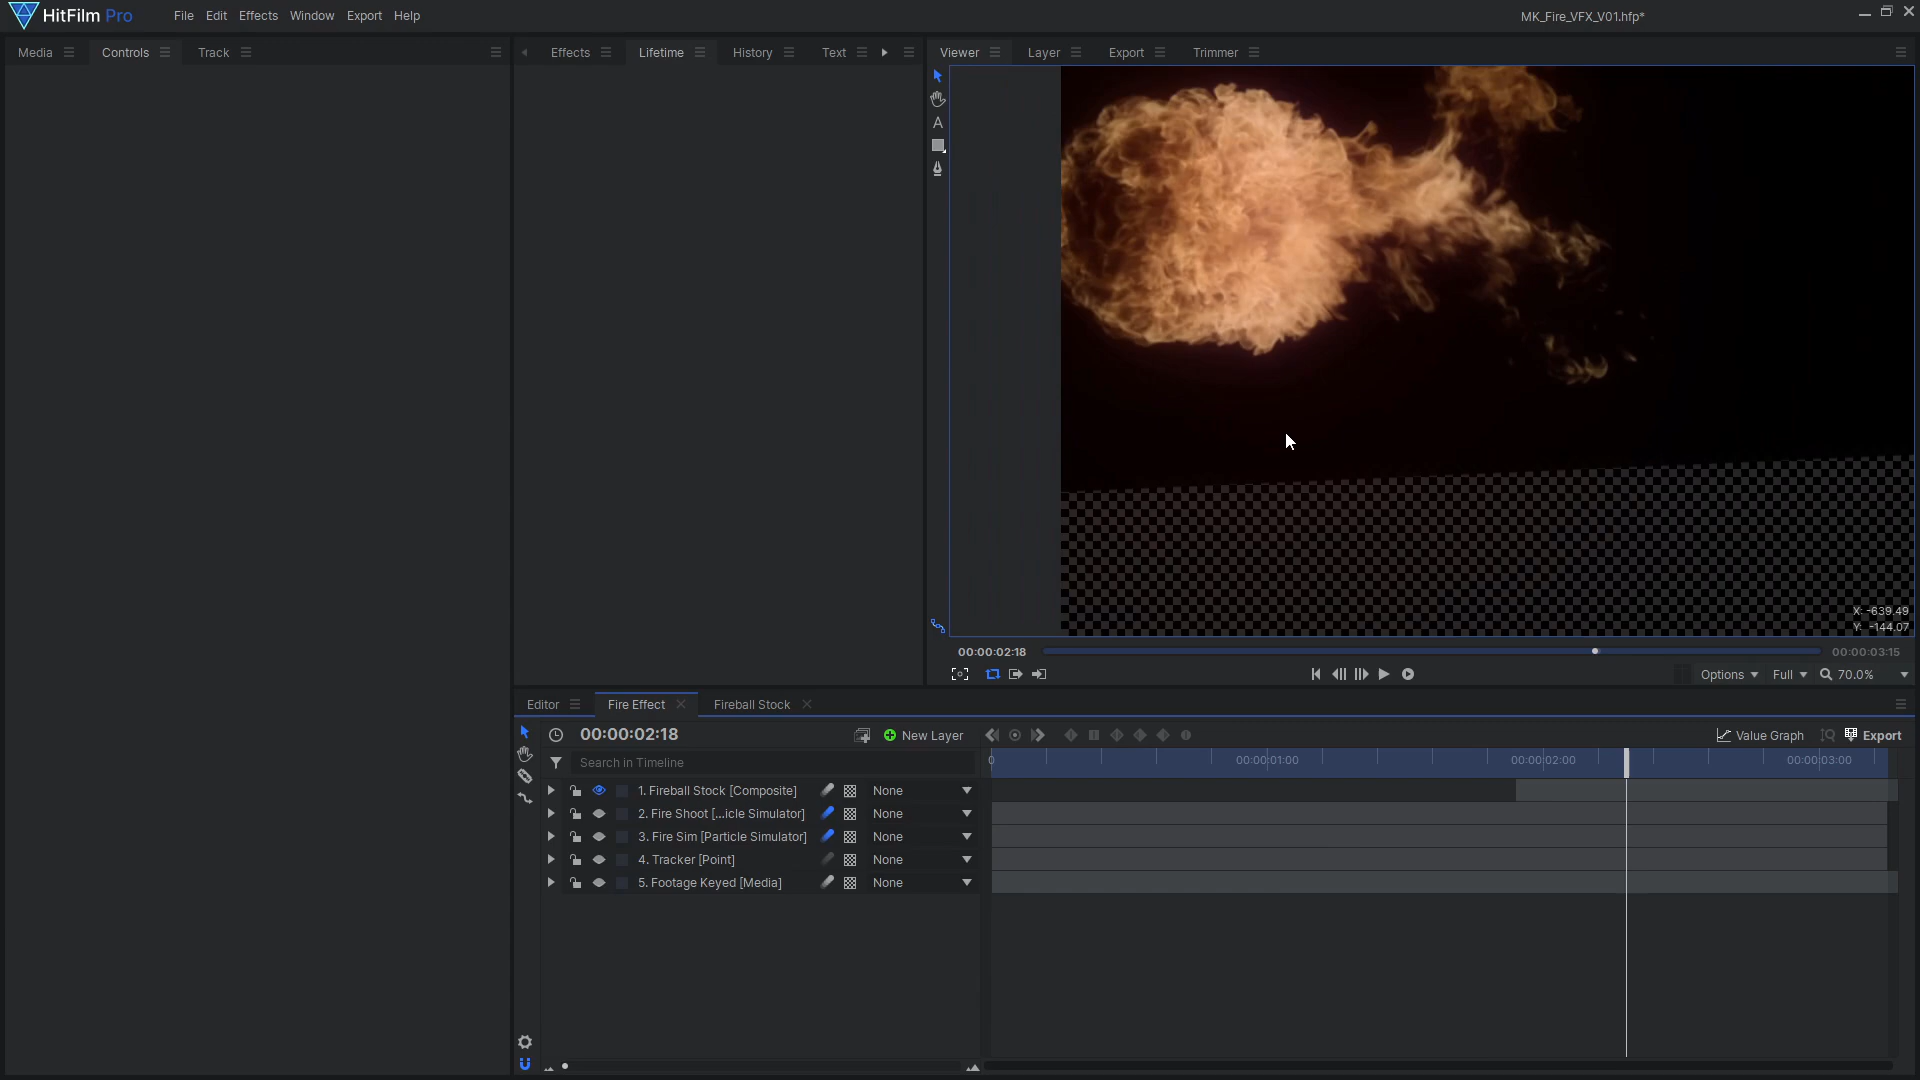 HitFilm Pro
File Edit Effects Window Export Help
MK_Fire_VFX_V01.hfp*
Media Controls Track
Effects Lifetime History Text
Viewer Layer Export Trimmer
A
X: -639.49
Y: -144.07
00:00:02:18
00:00:03:15
Options Full 70.0%
Editor Fire Effect Fireball Stock
00:00:02:18
New Layer
Value Graph
Export
Search in Timeline
0 00:00:01:00 00:00:02:00 00:00:03:00
1. Fireball Stock [Composite] None
2. Fire Shoot [...icle Simulator] None
3. Fire Sim [Particle Simulator] None
4. Tracker [Point] None
5. Footage Keyed [Media] None